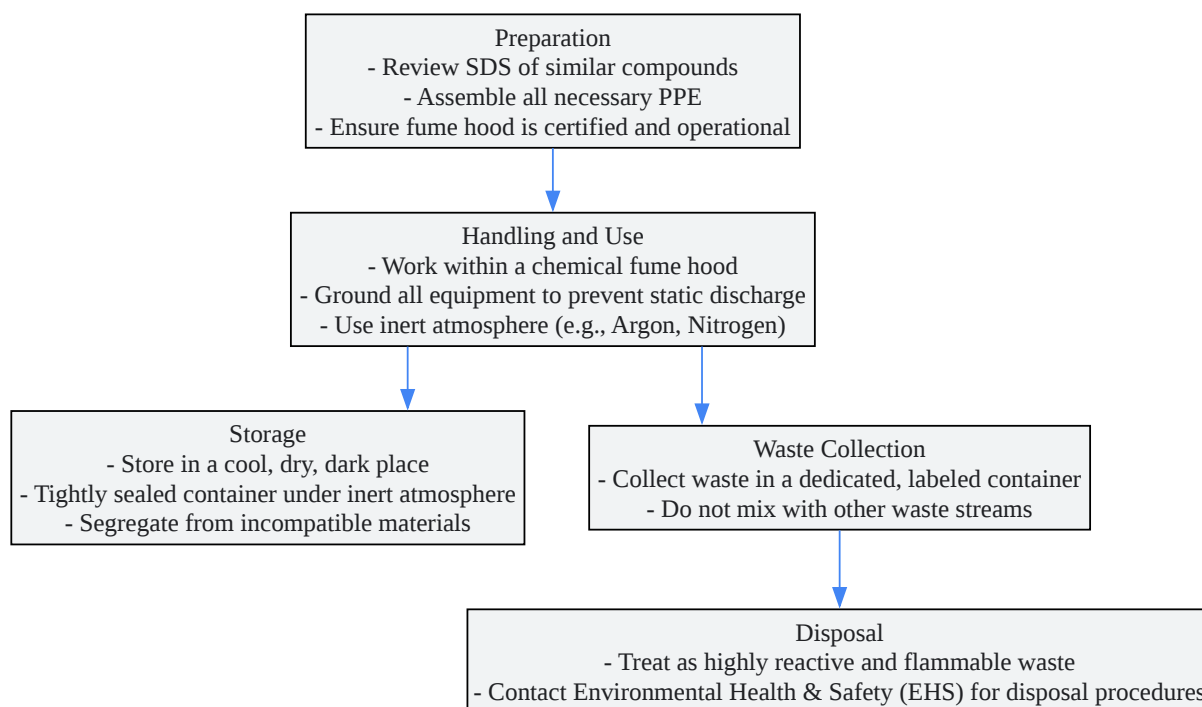 Preparation
- Review SDS of similar compounds
- Assemble all necessary PPE
- Ensure fume hood is certified and operational
Handling and Use
- Work within a chemical fume hood
- Ground all equipment to prevent static discharge
- Use inert atmosphere (e.g., Argon, Nitrogen)
Storage
- Store in a cool, dry, dark place
- Tightly sealed container under inert atmosphere
- Segregate from incompatible materials
Waste Collection
- Collect waste in a dedicated, labeled container
- Do not mix with other waste streams
Disposal
- Treat as highly reactive and flammable waste
- Contact Environmental Health & Safety (EHS) for disposal procedures